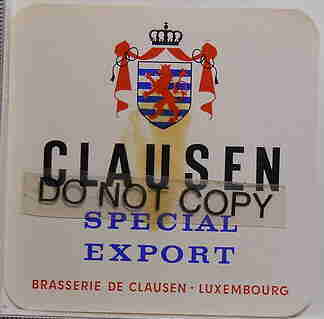 CLAUSEN
DO NOT COPY
SPECIAL
EXPORT
BRASSERIE DE CLAUSEN · LUXEMBOURG